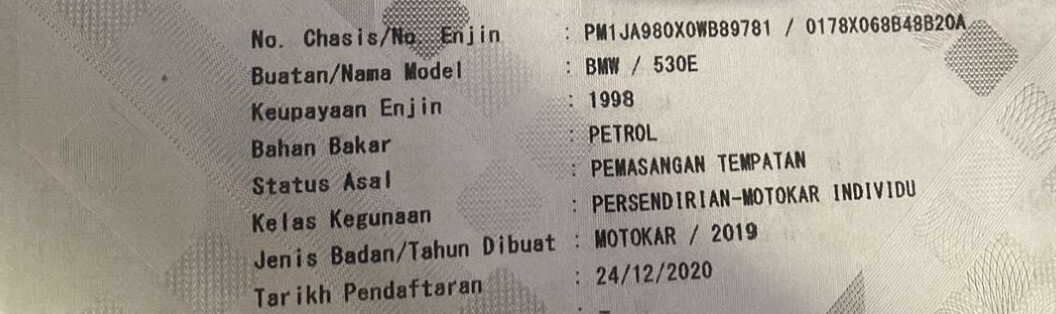 No. Chasis/No. Enjin : PM1JA980X0WB89781 / 0178X068B48B20A
Buatan/Nama Model : BMW / 530E
Keupayaan Enjin : 1998
Bahan Bakar : PETROL
Status Asal : PEMASANGAN TEMPATAN
Kelas Kegunaan : PERSENDIRIAN-MOTOKAR INDIVIDU
Jenis Badan/Tahun Dibuat : MOTOKAR / 2019
Tarikh Pendaftaran : 24/12/2020